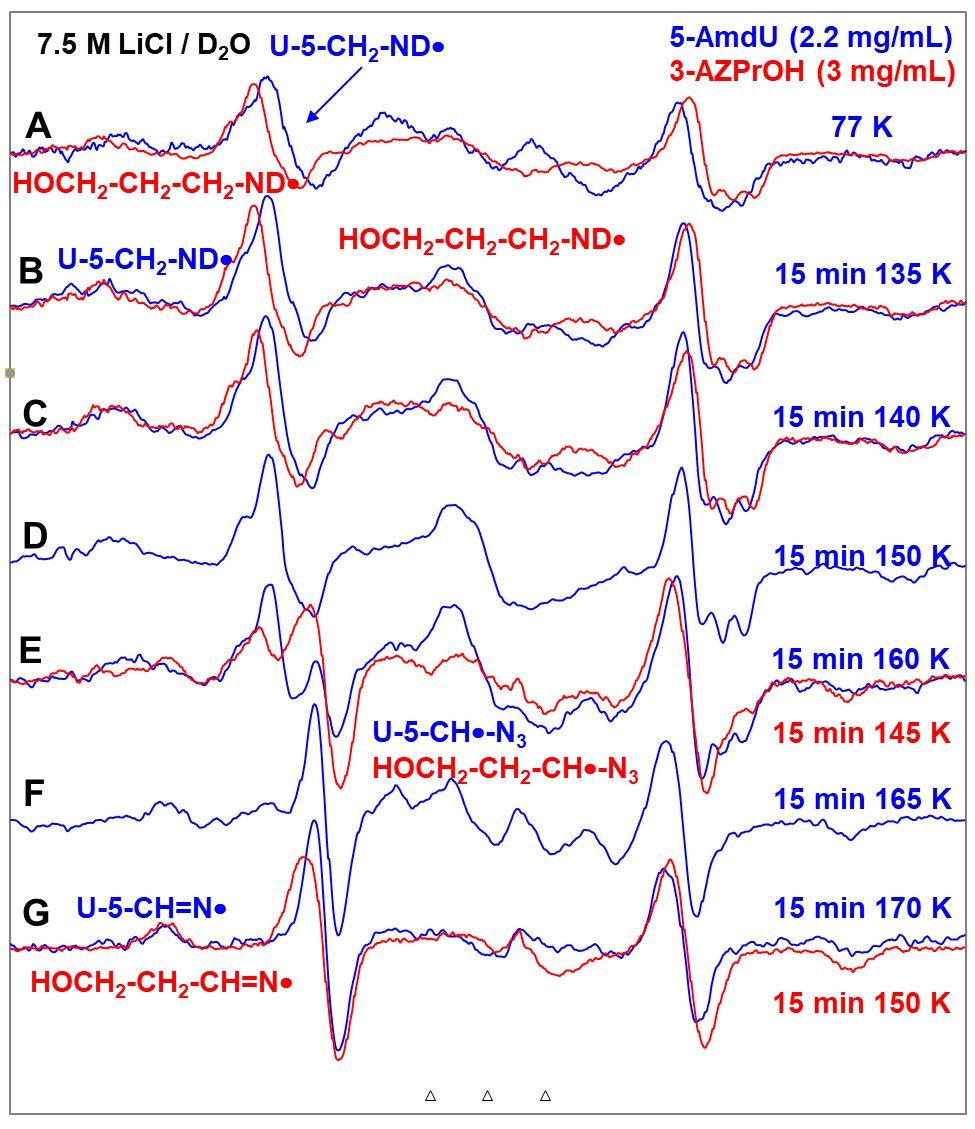 7.5 M LiCl / D₂O
U-5-CH₂-ND•
5-AmdU (2.2 mg/mL)
3-AZPrOH (3 mg/mL)
A
77 K
HOCH₂-CH₂-CH₂-ND•
HOCH₂-CH₂-CH₂-ND•
U-5-CH₂-ND•
B
15 min 135 K
C
15 min 140 K
D
15 min 150 K
E
15 min 160 K
U-5-CH•-N₃
15 min 145 K
HOCH₂-CH₂-CH•-N₃
F
15 min 165 K
G
U-5-CH=N•
15 min 170 K
HOCH₂-CH₂-CH=N•
15 min 150 K